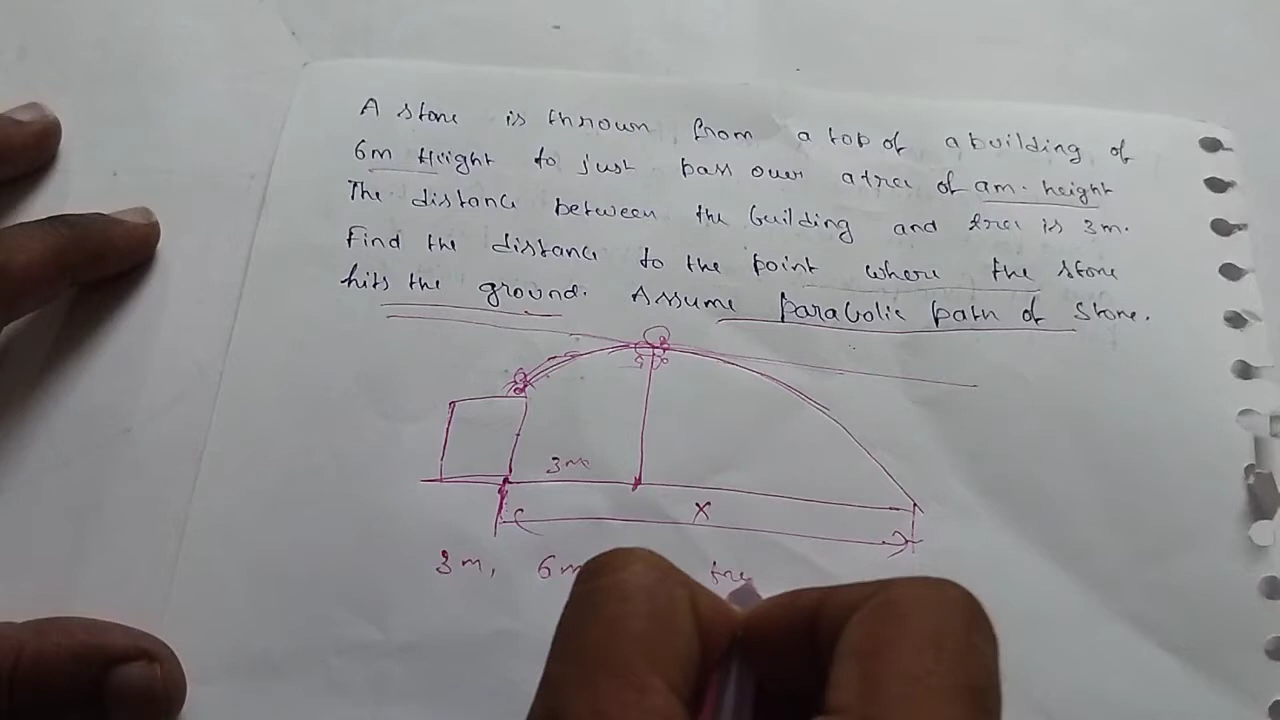 A stone is thrown from a top of a building of
6m Height to just pass over a tree of am. height
The distance between the building and tree is 3m.
Find the distance to the point where the stone
hits the ground. Assume parabolic path of stone.
3m
X
3m, 6m tre